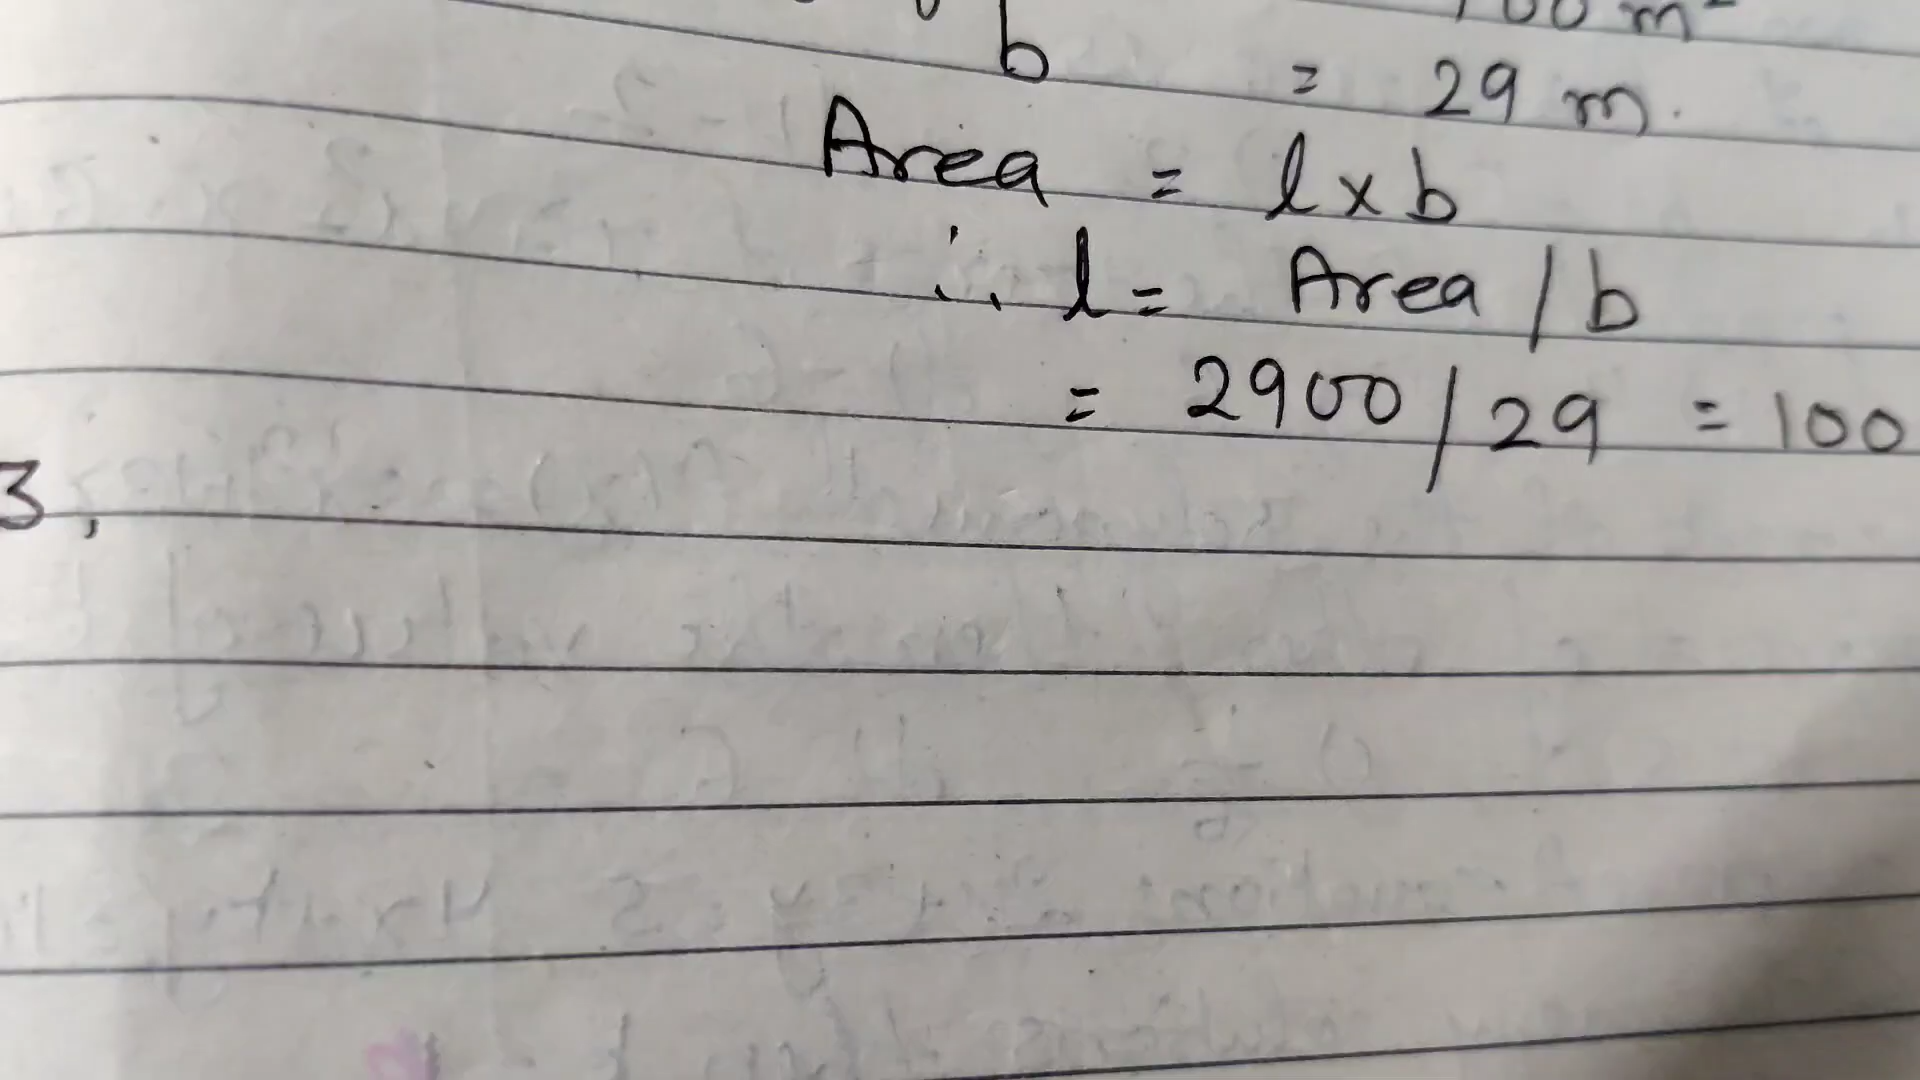 b
= 29 m.
Area = l x b
∴ l = Area / b
= 2900 / 29 = 100
3,